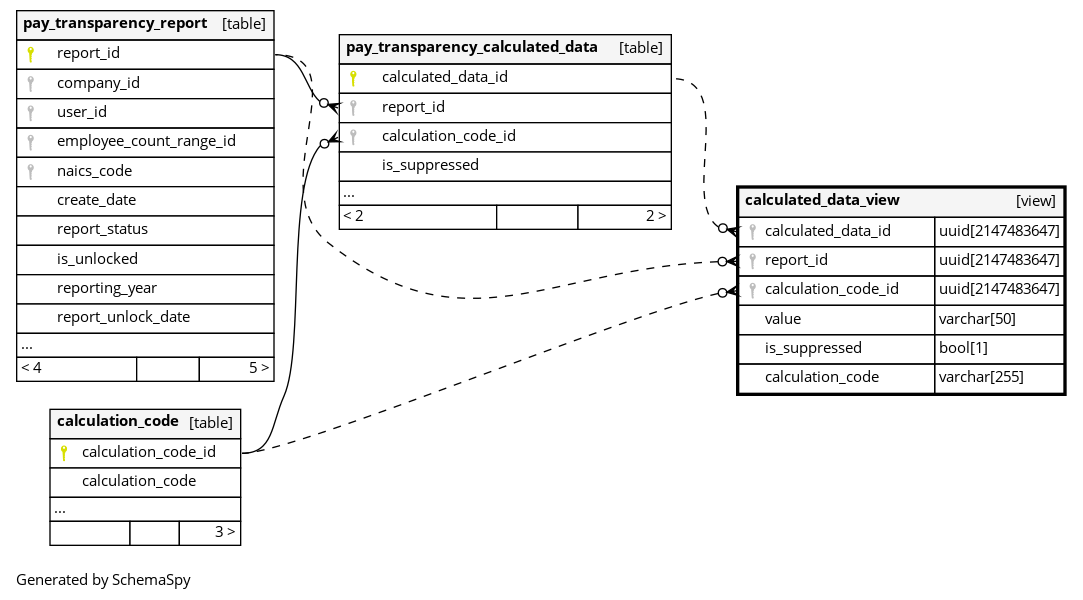 pay_transparency_report [table]
report_id
company_id
user_id
employee_count_range_id
naics_code
create_date
report_status
is_unlocked
reporting_year
report_unlock_date
...
< 4 5 >
pay_transparency_calculated_data [table]
calculated_data_id
report_id
calculation_code_id
is_suppressed
...
< 2 2 >
calculated_data_view [view]
calculated_data_id uuid[2147483647]
report_id uuid[2147483647]
calculation_code_id uuid[2147483647]
value varchar[50]
is_suppressed bool[1]
calculation_code varchar[255]
calculation_code [table]
calculation_code_id
calculation_code
...
3 >
Generated by SchemaSpy